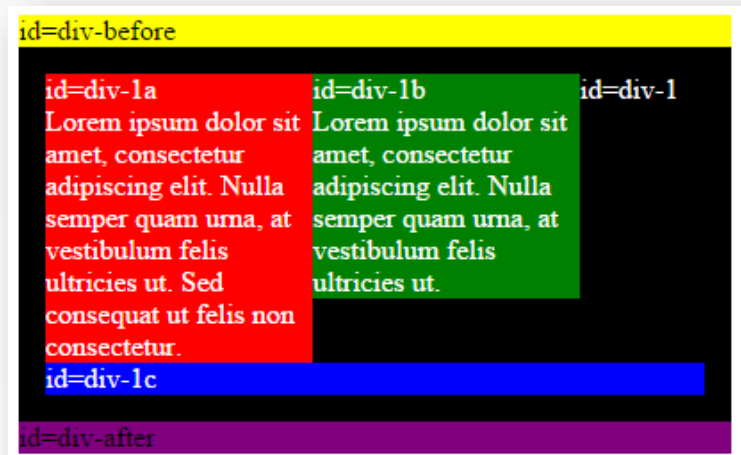 id=div-before
id=div-1a
Lorem ipsum dolor sit
amet, consectetur
adipiscing elit. Nulla
semper quam urna, at
vestibulum felis
ultricies ut. Sed
consequat ut felis non
consectetur.
id=div-1b
Lorem ipsum dolor sit
amet, consectetur
adipiscing elit. Nulla
semper quam urna, at
vestibulum felis
ultricies ut.
id=div-1
id=div-1c
id=div-after